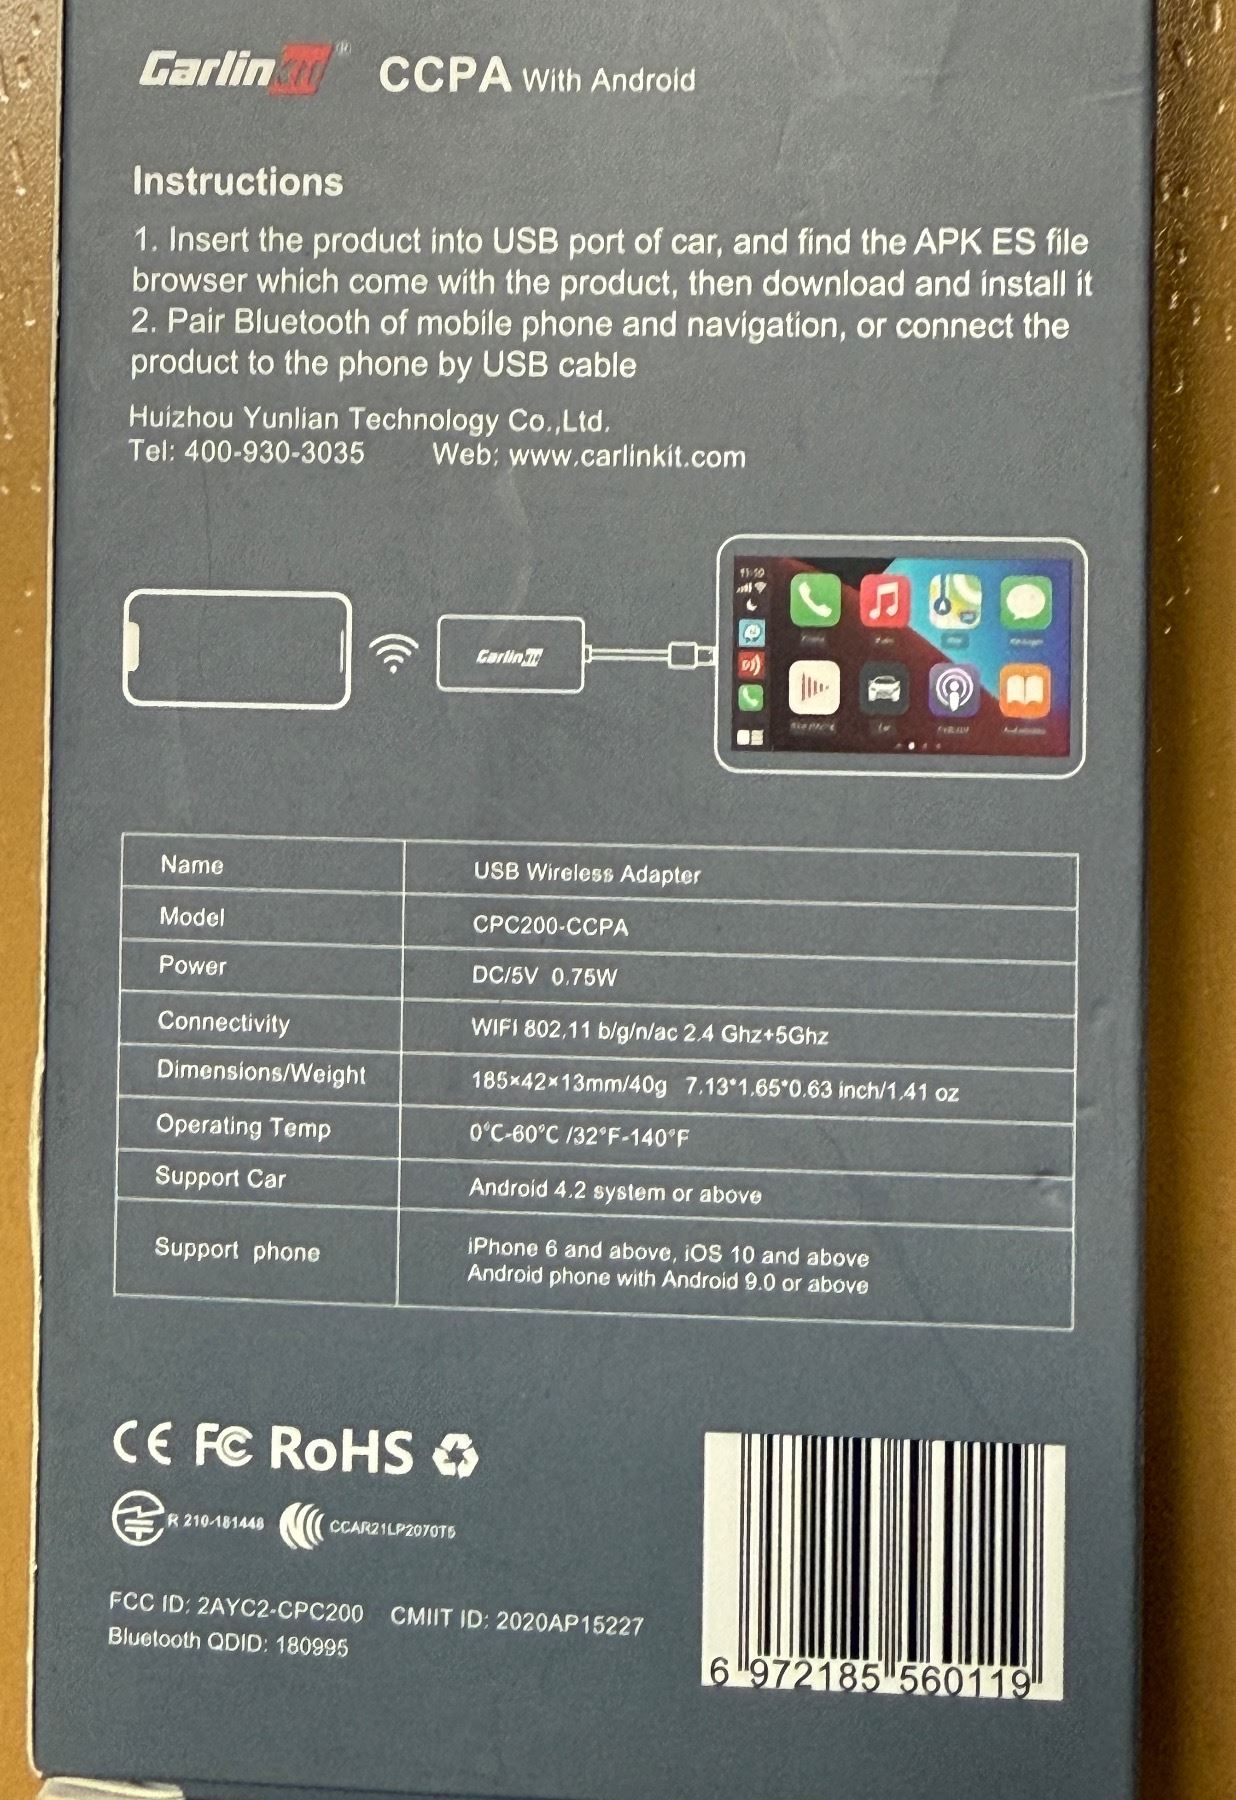 Carlinkit® CCPA With Android
Instructions
1. Insert the product into USB port of car, and find the APK ES file
browser which come with the product, then download and install it
2. Pair Bluetooth of mobile phone and navigation, or connect the
product to the phone by USB cable
Huizhou Yunlian Technology Co.,Ltd.
Tel: 400-930-3035 Web: www.carlinkit.com
11:10
Carlinkit
Name USB Wireless Adapter
Model CPC200-CCPA
Power DC/5V 0.75W
Connectivity WIFI 802.11 b/g/n/ac 2.4 Ghz+5Ghz
Dimensions/Weight 185×42×13mm/40g 7.13*1.65*0.63 inch/1.41 oz
Operating Temp 0°C-60°C /32°F-140°F
Support Car Android 4.2 system or above
Support phone iPhone 6 and above, iOS 10 and above
Android phone with Android 9.0 or above
CE FC RoHS
R 210-181448 CCAR21LP2070T5
FCC ID: 2AYC2-CPC200 CMIIT ID: 2020AP15227
Bluetooth QDID: 180995
6 972185 560119